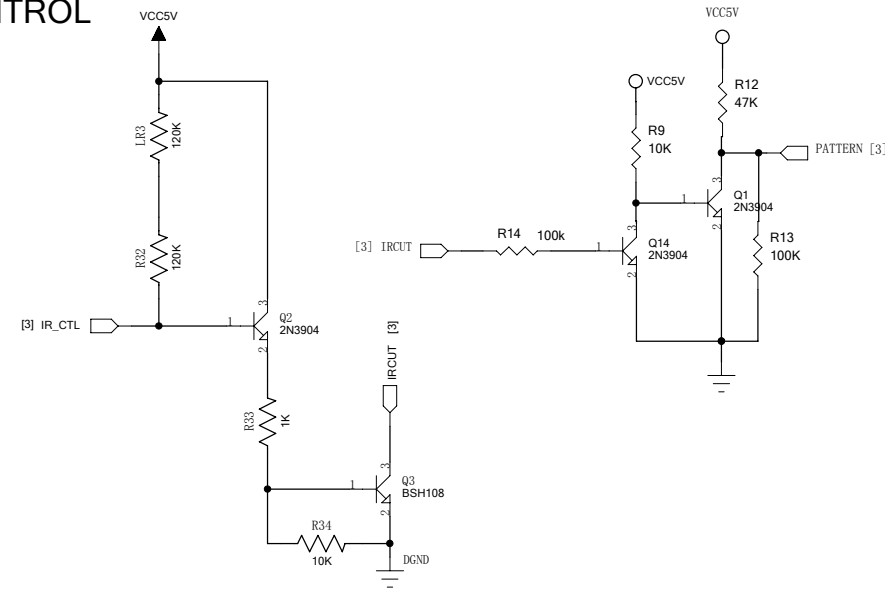 NTROL
VCC5V
LR3
120K
R32
120K
[3] IR_CTL
1
3
2
Q2
2N3904
R33
1K
IRCUT [3]
1
3
2
Q3
BSH108
R34
10K
DGND
VCC5V
VCC5V
R12
47K
R9
10K
PATTERN [3]
1
3
2
Q1
2N3904
[3] IRCUT
R14 100k
1
3
2
Q14
2N3904
R13
100K